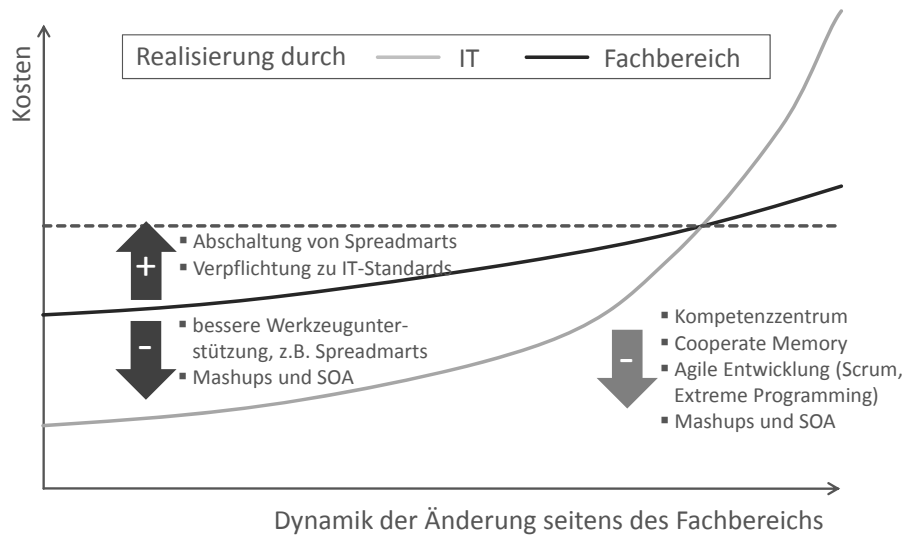 Realisierung durch IT Fachbereich
Kosten
+
▪ Abschaltung von Spreadmarts
▪ Verpflichtung zu IT-Standards
-
▪ bessere Werkzeugunter-
stützung, z.B. Spreadmarts
▪ Mashups und SOA
-
▪ Kompetenzzentrum
▪ Cooperate Memory
▪ Agile Entwicklung (Scrum,
Extreme Programming)
▪ Mashups und SOA
Dynamik der Änderung seitens des Fachbereichs